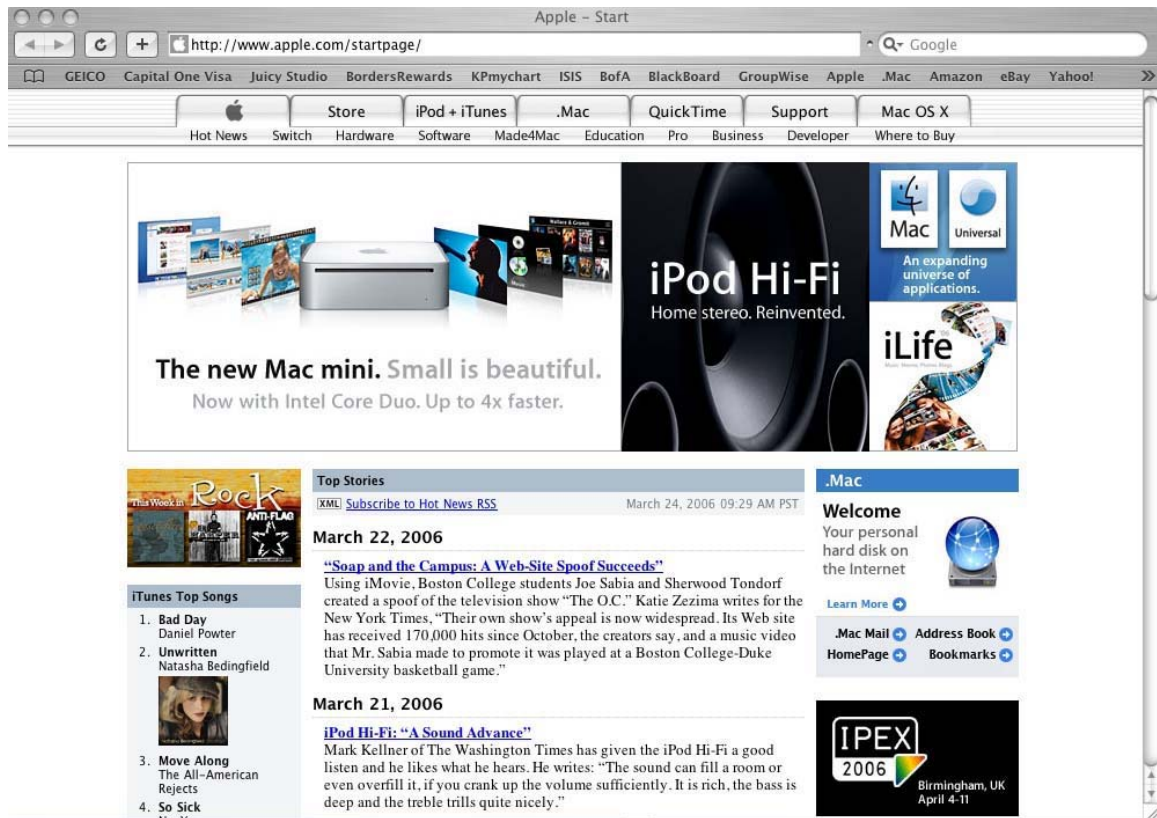 Apple – Start
http://www.apple.com/startpage/
Google
GEICO Capital One Visa Juicy Studio BordersRewards KPmychart ISIS BofA BlackBoard GroupWise Apple .Mac Amazon eBay Yahoo! »
Store iPod + iTunes .Mac QuickTime Support Mac OS X
Hot News Switch Hardware Software Made4Mac Education Pro Business Developer Where to Buy
The new Mac mini. Small is beautiful.
Now with Intel Core Duo. Up to 4x faster.
iPod Hi-Fi
Home stereo. Reinvented.
Mac Universal
An expanding
universe of
applications.
iLife
This Week in Rock
ANTI-FLAG
iTunes Top Songs
1. Bad Day
Daniel Powter
2. Unwritten
Natasha Bedingfield
3. Move Along
The All-American
Rejects
4. So Sick
Top Stories
XML Subscribe to Hot News RSS March 24, 2006 09:29 AM PST
March 22, 2006
“Soap and the Campus: A Web-Site Spoof Succeeds”
Using iMovie, Boston College students Joe Sabia and Sherwood Tondorf
created a spoof of the television show “The O.C.” Katie Zezima writes for the
New York Times, “Their own show’s appeal is now widespread. Its Web site
has received 170,000 hits since October, the creators say, and a music video
that Mr. Sabia made to promote it was played at a Boston College-Duke
University basketball game.”
March 21, 2006
iPod Hi-Fi: “A Sound Advance”
Mark Kellner of The Washington Times has given the iPod Hi-Fi a good
listen and he likes what he hears. He writes: “The sound can fill a room or
even overfill it, if you crank up the volume sufficiently. It is rich, the bass is
deep and the treble trills quite nicely.”
.Mac
Welcome
Your personal
hard disk on
the Internet
Learn More
.Mac Mail Address Book
HomePage Bookmarks
IPEX
2006
Birmingham, UK
April 4-11